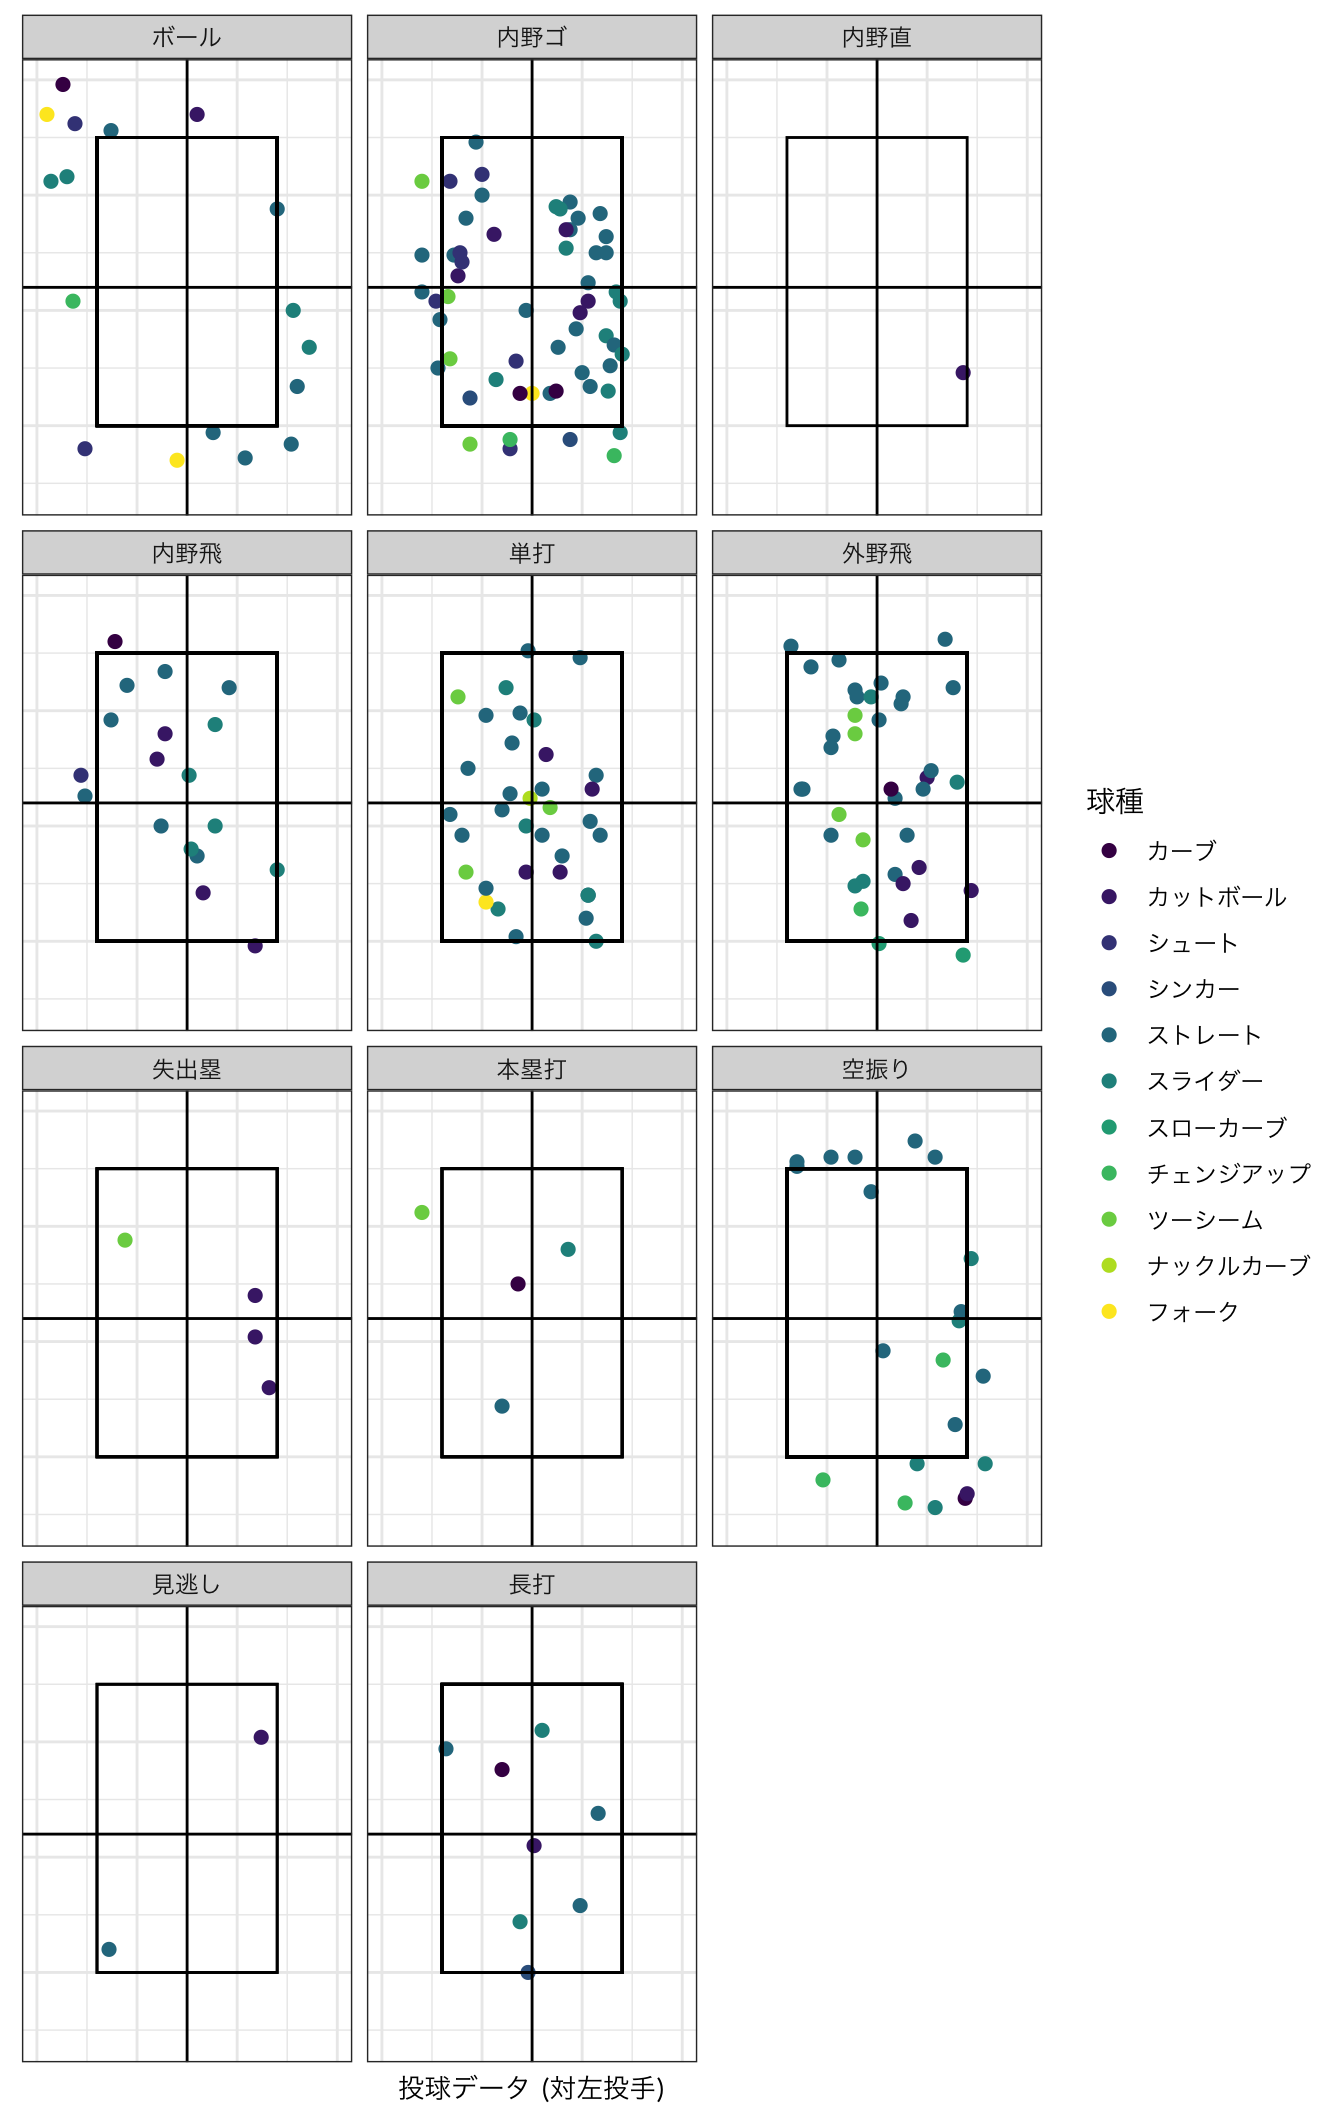 ボール
内野ゴ
内野直
内野飛
単打
外野飛
失出塁
本塁打
空振り
見逃し
長打
投球データ (対左投手)
球種
カーブ
カットボール
シュート
シンカー
ストレート
スライダー
スローカーブ
チェンジアップ
ツーシーム
ナックルカーブ
フォーク